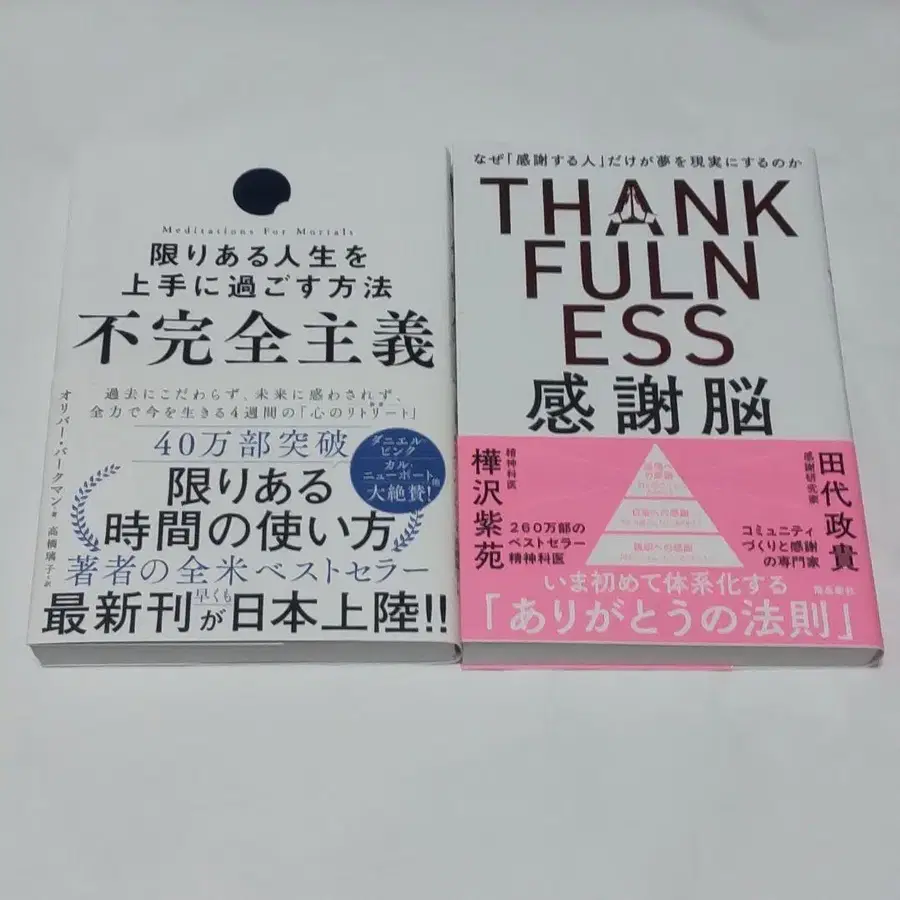 Meditations For Mortals
限りある人生を
上手に過ごす方法
不完全主義
過去にこだわらず、未来に惑わされず、
全力で今を生きる4週間の「心のリトリート」
オリバー・バークマン・著
高橋璃子・訳
40万部突破
限りある
時間の使い方
著者の全米ベストセラー
最新刊が早くも日本上陸!!
ダニエル・
ピンク
カル・
ニューポート他
大絶賛!
なぜ「感謝する人」だけが夢を現実にするのか
THANK
FULN
ESS
感謝脳
精神科医
樺沢紫苑
260万部の
ベストセラー
精神科医
感謝研究家
田代政貴
コミュニティ
づくりと感謝
の専門家
親切への感謝
いま初めて体系化する
「ありがとうの法則」
飛鳥新社